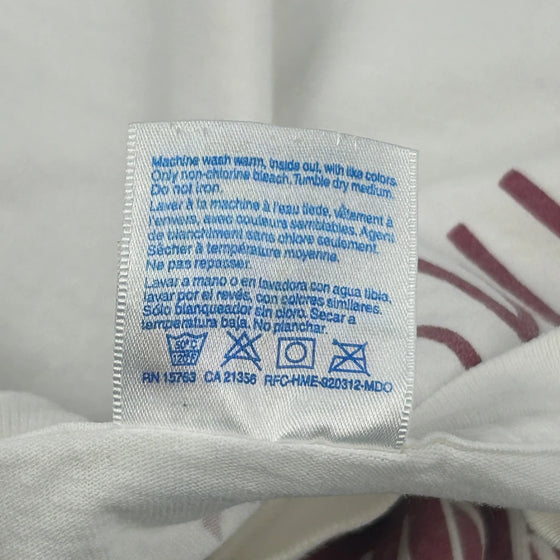 Machine wash warm, inside out, with like colors.
Only non-chlorine bleach. Tumble dry medium.
Do not iron.
Laver à la machine à l'eau tiede, vêtement à
l'envers, avec couleurs semblables. Agent
de blanchiment sans chlore seulement.
Sécher à température moyenne.
Ne pas repasser.
Lavar a mano o en lavadora con agua tibia,
lavar por el revés, con colores similares.
Sólo blanqueador sin cloro. Secar a
temperatura baja. No planchar.
50°C
120F
RN 15763 CA 21356 RFC-HME-920312-MDO